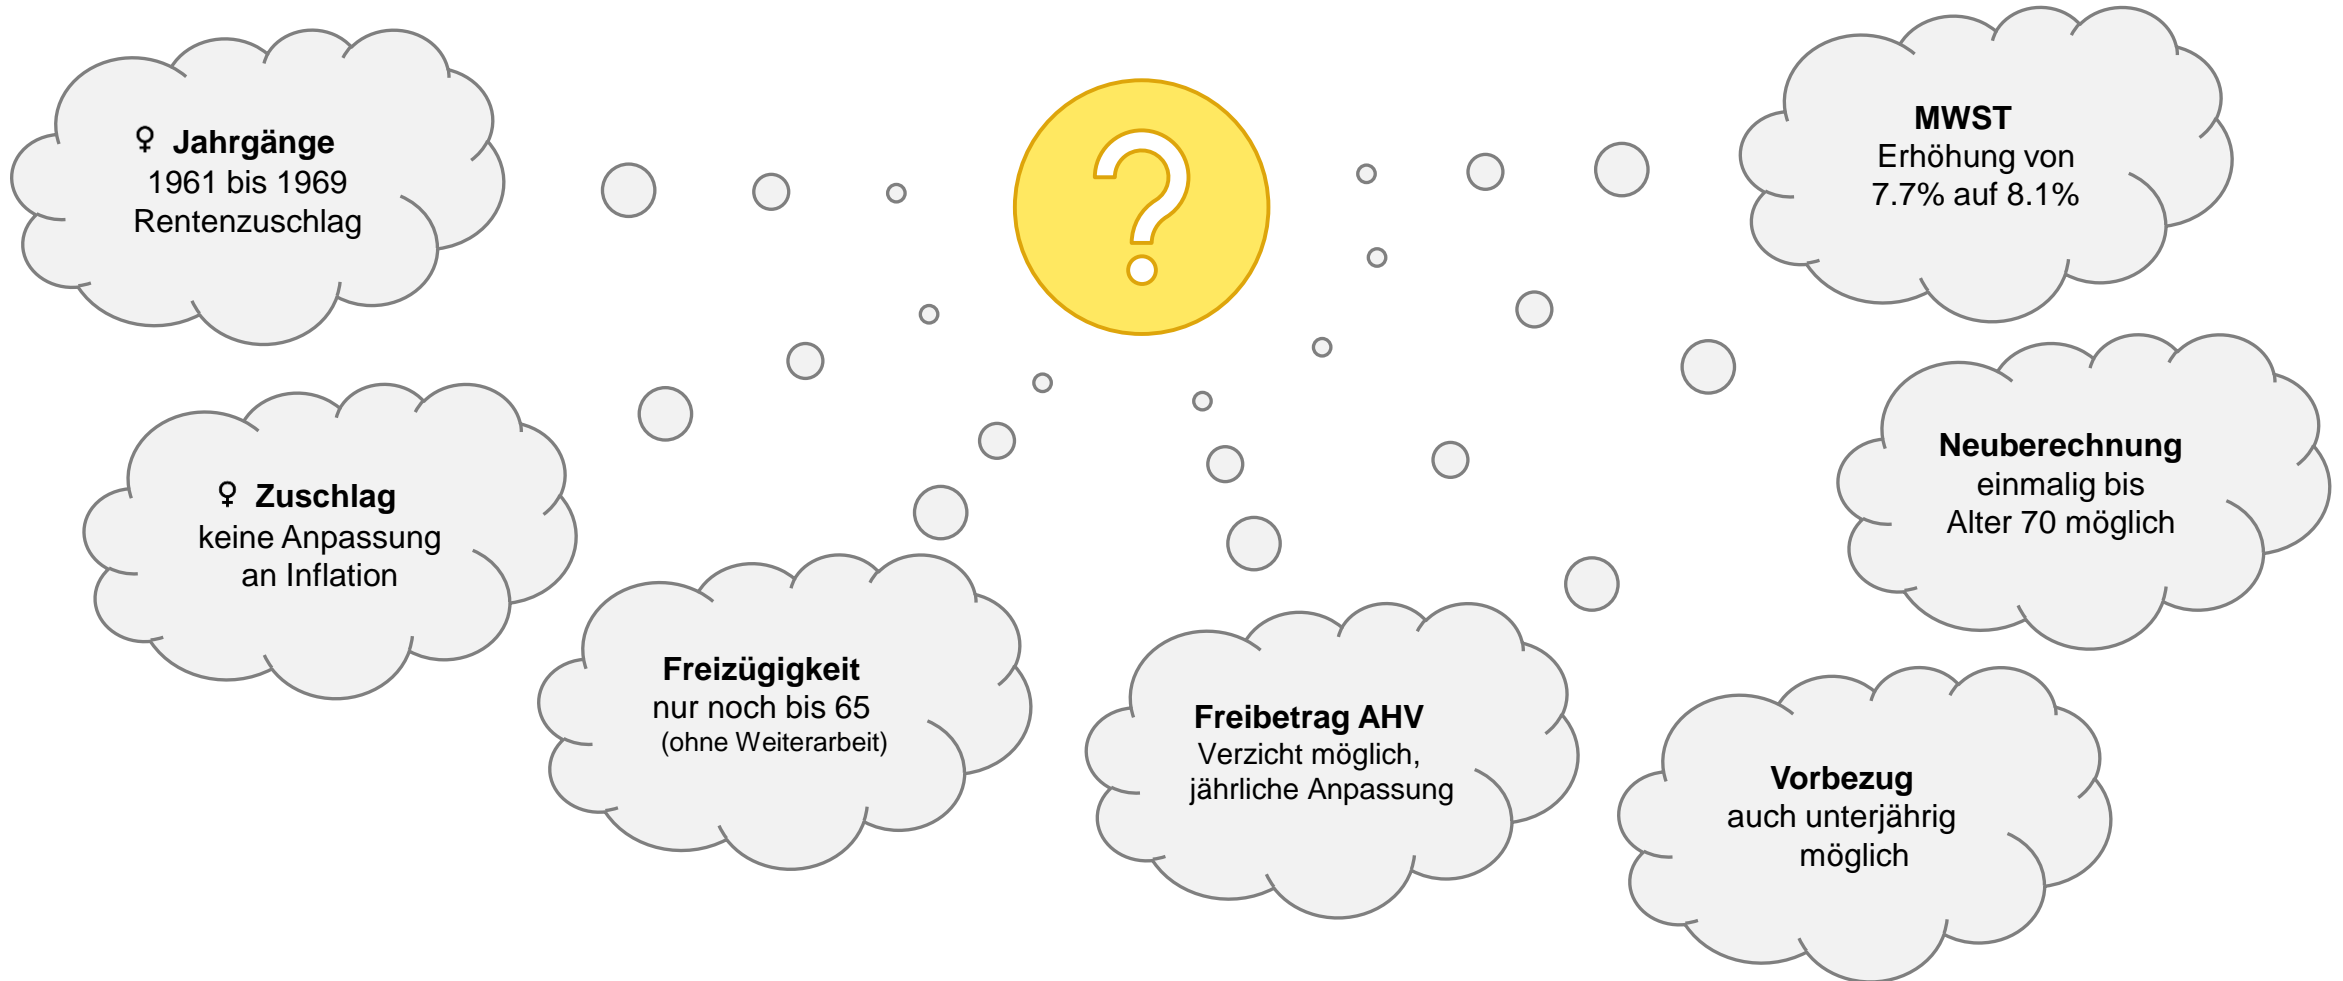 ♀ Jahrgänge
1961 bis 1969
Rentenzuschlag
♀ Zuschlag
keine Anpassung
an Inflation
Freizügigkeit
nur noch bis 65
(ohne Weiterarbeit)
Freibetrag AHV
Verzicht möglich,
jährliche Anpassung
Vorbezug
auch unterjährig
möglich
Neuberechnung
einmalig bis
Alter 70 möglich
MWST
Erhöhung von
7.7% auf 8.1%
?